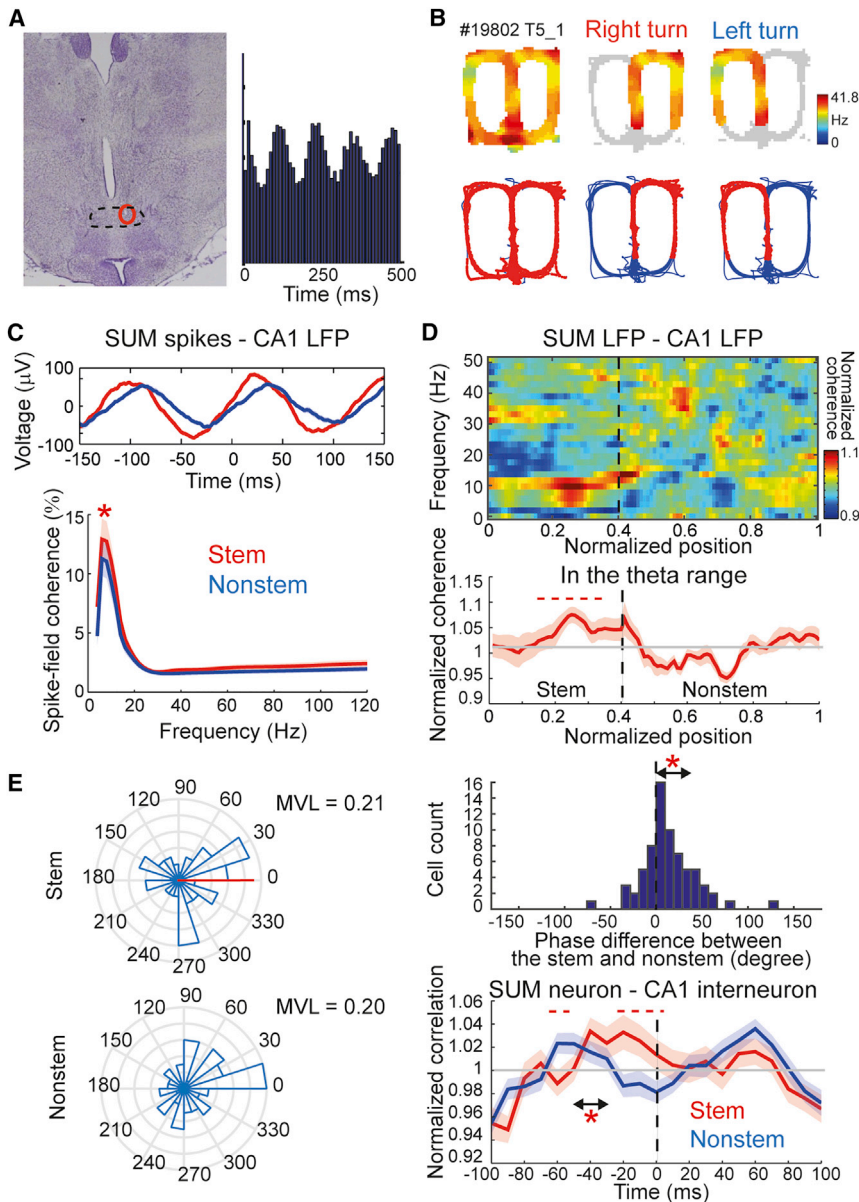 A
0 250 500
Time (ms)
B
#19802 T5_1 Right turn Left turn
41.8
Hz
0
C
SUM spikes - CA1 LFP
Voltage (µV)
100
0
-100
-150 -100 -50 0 50 100 150
Time (ms)
Spike-field coherence (%)
15
10
5
0
*
Stem
Nonstem
0 20 40 60 80 100 120
Frequency (Hz)
D
SUM LFP - CA1 LFP
Frequency (Hz)
50
40
30
20
10
0
0 0.2 0.4 0.6 0.8 1
Normalized position
Normalized coherence
1.1
0.9
In the theta range
Normalized coherence
1.15
1.1
1.05
1
0.95
0.9
Stem Nonstem
0 0.2 0.4 0.6 0.8 1
Normalized position
E
Stem
MVL = 0.21
90
120 60
150 30
180 0
210 330
240 300
270
Nonstem
MVL = 0.20
90
120 60
150 30
180 0
210 330
240 300
270
*
Cell count
16
14
12
10
8
6
4
2
0
-150 -100 -50 0 50 100 150
Phase difference between
the stem and nonstem (degree)
SUM neuron - CA1 interneuron
Normalized correlation
1.06
1.04
1.02
1
0.98
0.96
0.94
0.92
*
Stem
Nonstem
-100 -80 -60 -40 -20 0 20 40 60 80 100
Time (ms)